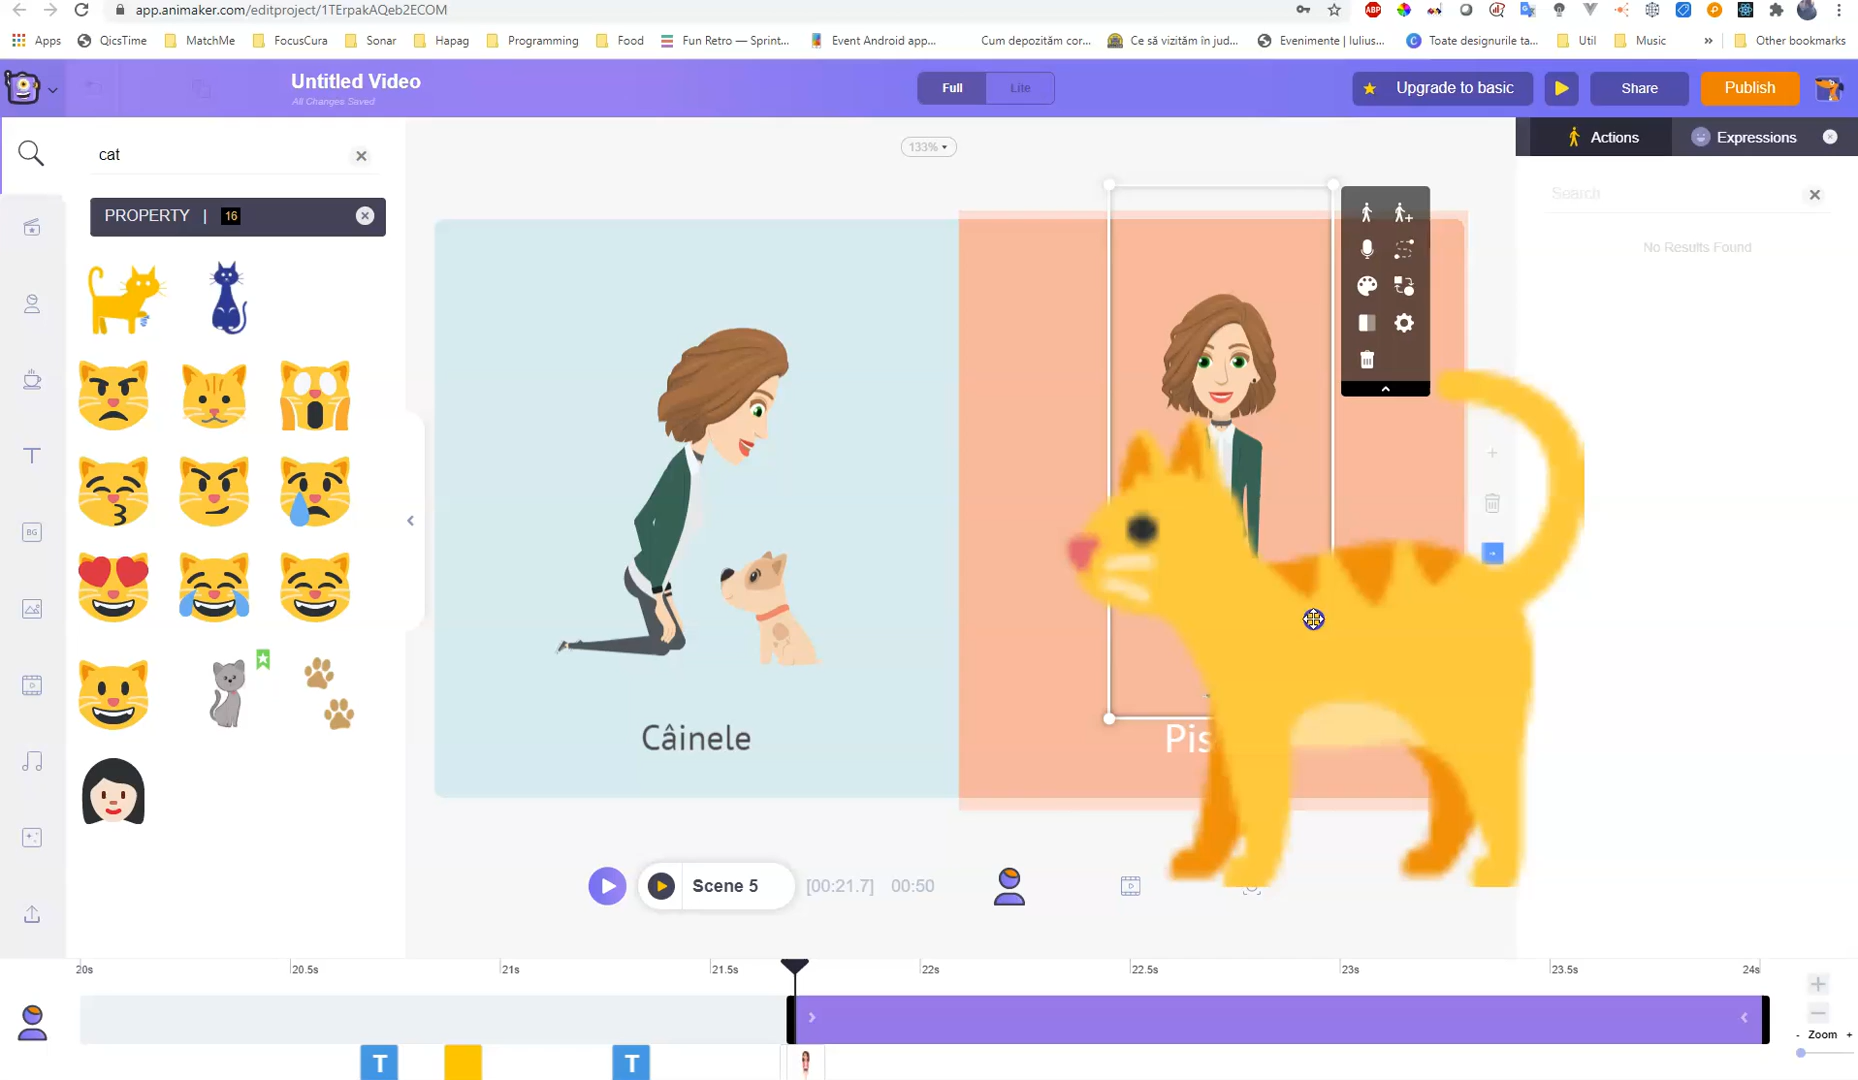 app.animaker.com/editproject/1TErpakAQeb2ECOM
ABP
Apps
QicsTime
MatchMe
FocusCura
Sonar
Hapag
Programming
Food
Fun Retro — Sprint...
Event Android app...
Cum depozităm cor...
Ce să vizităm în jud...
Evenimente | Iulius...
Toate designurile ta...
Util
Music
»
Other bookmarks
Untitled Video
All Changes Saved
Full
Lite
Upgrade to basic
Share
Publish
cat
133%
Actions
Expressions
PROPERTY | 16
Search
No Results Found
T
BG
Câinele
Pis
Scene 5
[00:21.7]
00:50
20s
20.5s
21s
21.5s
22s
22.5s
23s
23.5s
24s
- Zoom +
T
T